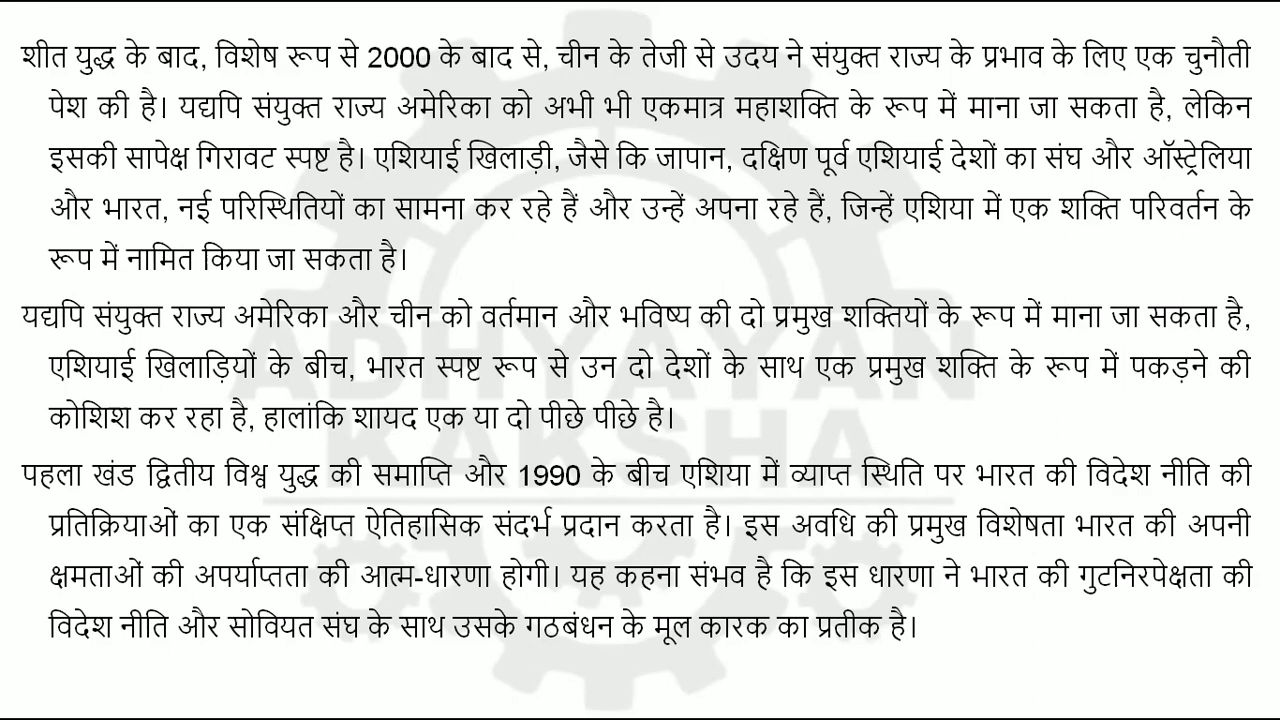 शीत युद्ध के बाद, विशेष रूप से 2000 के बाद से, चीन के तेजी से उदय ने संयुक्त राज्य के प्रभाव के लिए एक चुनौती
पेश की है। यद्यपि संयुक्त राज्य अमेरिका को अभी भी एकमात्र महाशक्ति के रूप में माना जा सकता है, लेकिन
इसकी सापेक्ष गिरावट स्पष्ट है। एशियाई खिलाड़ी, जैसे कि जापान, दक्षिण पूर्व एशियाई देशों का संघ और ऑस्ट्रेलिया
और भारत, नई परिस्थितियों का सामना कर रहे हैं और उन्हें अपना रहे हैं, जिन्हें एशिया में एक शक्ति परिवर्तन के
रूप में नामित किया जा सकता है।
यद्यपि संयुक्त राज्य अमेरिका और चीन को वर्तमान और भविष्य की दो प्रमुख शक्तियों के रूप में माना जा सकता है,
एशियाई खिलाड़ियों के बीच, भारत स्पष्ट रूप से उन दो देशों के साथ एक प्रमुख शक्ति के रूप में पकड़ने की
कोशिश कर रहा है, हालांकि शायद एक या दो पीछे पीछे है।
पहला खंड द्वितीय विश्व युद्ध की समाप्ति और 1990 के बीच एशिया में व्याप्त स्थिति पर भारत की विदेश नीति की
प्रतिक्रियाओं का एक संक्षिप्त ऐतिहासिक संदर्भ प्रदान करता है। इस अवधि की प्रमुख विशेषता भारत की अपनी
क्षमताओं की अपर्याप्तता की आत्म-धारणा होगी। यह कहना संभव है कि इस धारणा ने भारत की गुटनिरपेक्षता की
विदेश नीति और सोवियत संघ के साथ उसके गठबंधन के मूल कारक का प्रतीक है।
ADHYAYAN
KAKSHA